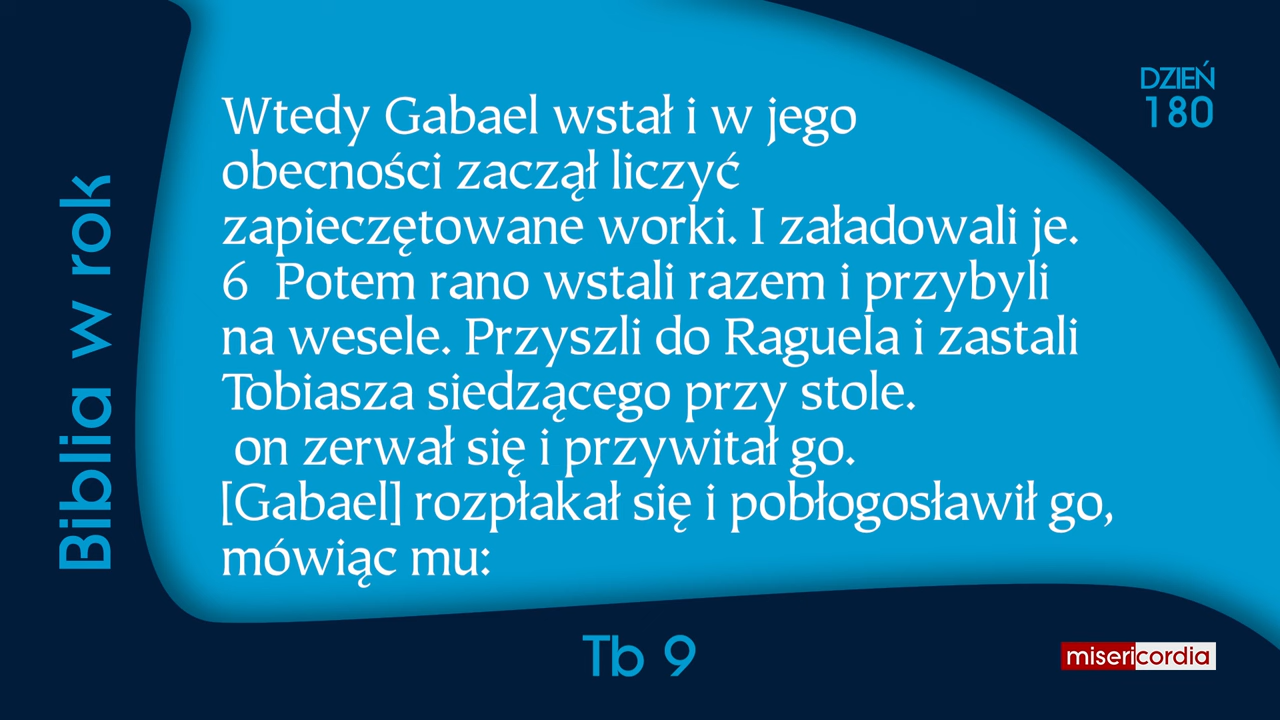 DZIEŃ
180
Wtedy Gabael wstał i w jego
obecności zaczął liczyć
zapieczętowane worki. I załadowali je.
6 Potem rano wstali razem i przybyli
na wesele. Przyszli do Raguela i zastali
Tobiasza siedzącego przy stole.
on zerwał się i przywitał go.
[Gabael] rozpłakał się i pobłogosławił go,
mówiąc mu:
Biblia w rok
Tb 9
misericordia